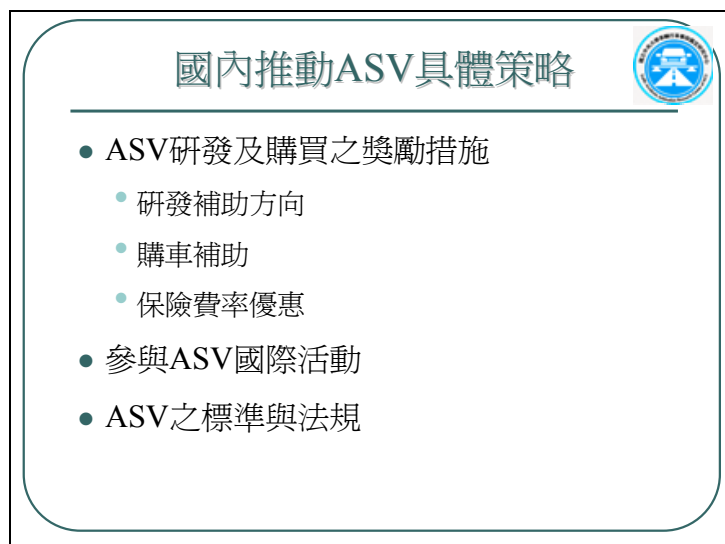 國內推動ASV具體策略
ASV研發及購買之獎勵措施
研發補助方向
購車補助
保險費率優惠
參與ASV國際活動
ASV之標準與法規